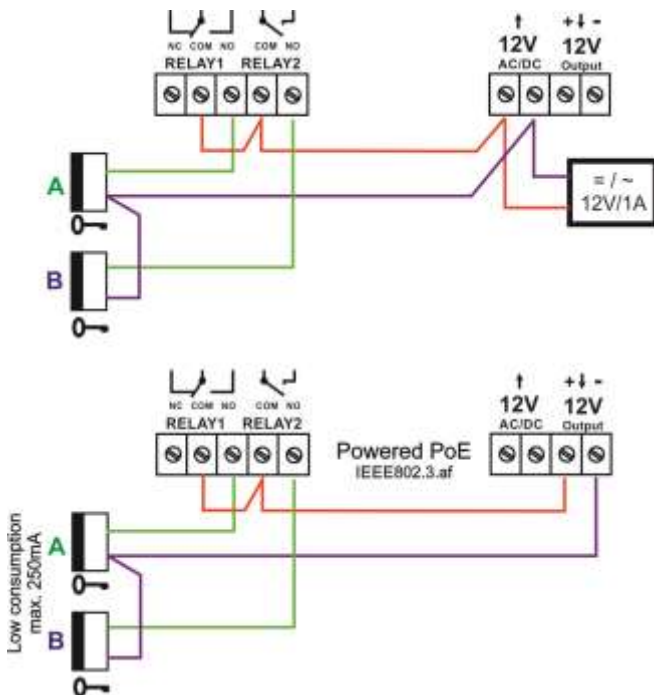 ↑ +↓-
12V 12V
NC COM NO COM NO
RELAY1 RELAY2
AC/DC Output
A
= / ~
12V/1A
B
↑ +↓-
12V 12V
NC COM NO COM NO
RELAY1 RELAY2
AC/DC Output
Powered PoE
IEEE802.3.af
A
Low consumption
max. 250mA
B